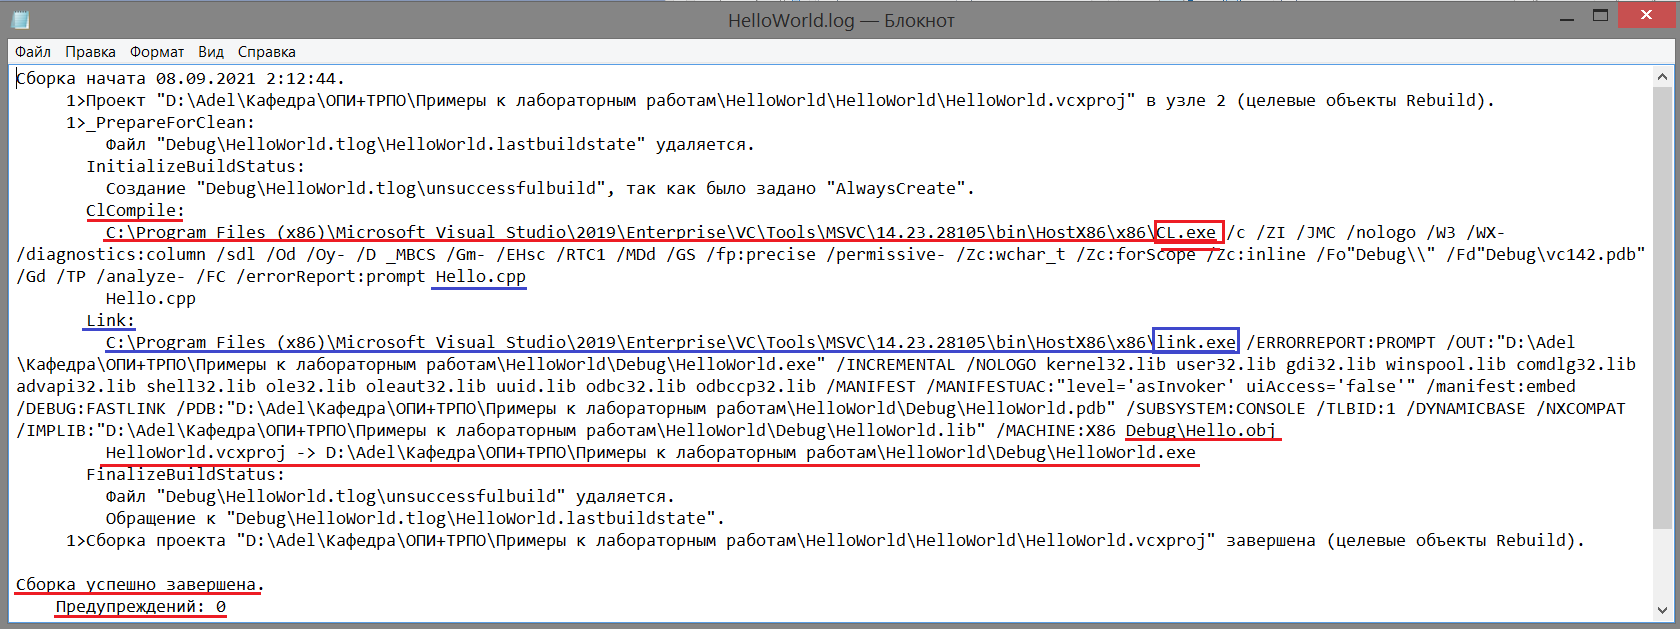 HelloWorld.log — Блокнот
Файл Правка Формат Вид Справка
Сборка начата 08.09.2021 2:12:44.
1>Проект "D:\Adel\Кафедра\ОПИ+ТРПО\Примеры к лабораторным работам\HelloWorld\HelloWorld\HelloWorld.vcxproj" в узле 2 (целевые объекты Rebuild).
1>_PrepareForClean:
Файл "Debug\HelloWorld.tlog\HelloWorld.lastbuildstate" удаляется.
InitializeBuildStatus:
Создание "Debug\HelloWorld.tlog\unsuccessfulbuild", так как было задано "AlwaysCreate".
ClCompile:
C:\Program Files (x86)\Microsoft Visual Studio\2019\Enterprise\VC\Tools\MSVC\14.23.28105\bin\HostX86\x86\CL.exe /c /ZI /JMC /nologo /W3 /WX-
/diagnostics:column /sdl /Od /Oy- /D _MBCS /Gm- /EHsc /RTC1 /MDd /GS /fp:precise /permissive- /Zc:wchar_t /Zc:forScope /Zc:inline /Fo"Debug\\" /Fd"Debug\vc142.pdb"
/Gd /TP /analyze- /FC /errorReport:prompt Hello.cpp
Hello.cpp
Link:
C:\Program Files (x86)\Microsoft Visual Studio\2019\Enterprise\VC\Tools\MSVC\14.23.28105\bin\HostX86\x86\link.exe /ERRORREPORT:PROMPT /OUT:"D:\Adel
\Кафедра\ОПИ+ТРПО\Примеры к лабораторным работам\HelloWorld\Debug\HelloWorld.exe" /INCREMENTAL /NOLOGO kernel32.lib user32.lib gdi32.lib winspool.lib comdlg32.lib
advapi32.lib shell32.lib ole32.lib oleaut32.lib uuid.lib odbc32.lib odbccp32.lib /MANIFEST /MANIFESTUAC:"level='asInvoker' uiAccess='false'" /manifest:embed
/DEBUG:FASTLINK /PDB:"D:\Adel\Кафедра\ОПИ+ТРПО\Примеры к лабораторным работам\HelloWorld\Debug\HelloWorld.pdb" /SUBSYSTEM:CONSOLE /TLBID:1 /DYNAMICBASE /NXCOMPAT
/IMPLIB:"D:\Adel\Кафедра\ОПИ+ТРПО\Примеры к лабораторным работам\HelloWorld\Debug\HelloWorld.lib" /MACHINE:X86 Debug\Hello.obj
HelloWorld.vcxproj -> D:\Adel\Кафедра\ОПИ+ТРПО\Примеры к лабораторным работам\HelloWorld\Debug\HelloWorld.exe
FinalizeBuildStatus:
Файл "Debug\HelloWorld.tlog\unsuccessfulbuild" удаляется.
Обращение к "Debug\HelloWorld.tlog\HelloWorld.lastbuildstate".
1>Сборка проекта "D:\Adel\Кафедра\ОПИ+ТРПО\Примеры к лабораторным работам\HelloWorld\HelloWorld\HelloWorld.vcxproj" завершена (целевые объекты Rebuild).
Сборка успешно завершена.
Предупреждений: 0